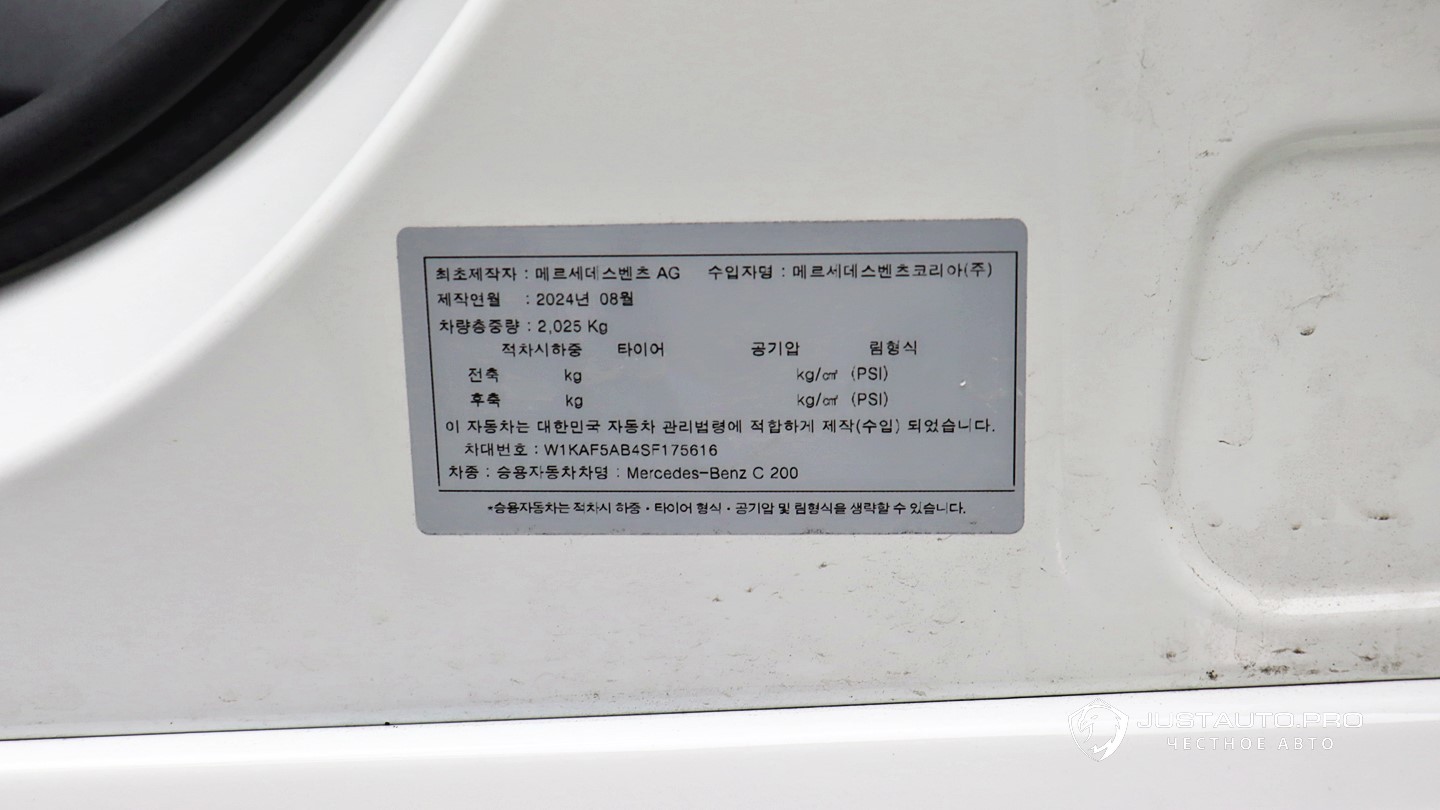 최초제작자 : 메르세데스벤츠 AG 수입자명 : 메르세데스벤츠코리아(주)
제작연월 : 2024년 08월
차량총중량 : 2,025 Kg
적차시하중 타이어 공기압 림형식
전축 kg kg/㎠ (PSI)
후축 kg kg/㎠ (PSI)
이 자동차는 대한민국 자동차 관리법령에 적합하게 제작(수입) 되었습니다.
차대번호 : W1KAF5AB4SF175616
차종 : 승용자동차차명 : Mercedes-Benz C 200
*승용자동차는 적차시 하중・타이어 형식・공기압 및 림형식을 생략할 수 있습니다.
JUSTAUTO.PRO
ЧЕСТНОЕ АВТО